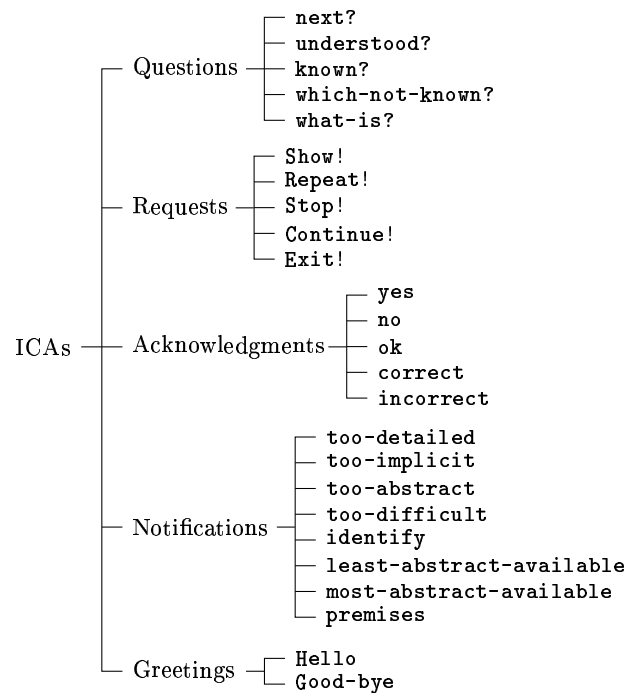 next?
understood?
Questions known?
which-not-known?
what-is?
Show!
Repeat!
Requests Stop!
Continue!
Exit!
yes
no
ICAs Acknowledgments ok
correct
incorrect
too-detailed
too-implicit
too-abstract
too-difficult
Notifications identify
least-abstract-available
most-abstract-available
premises
Hello
Greetings
Good-bye